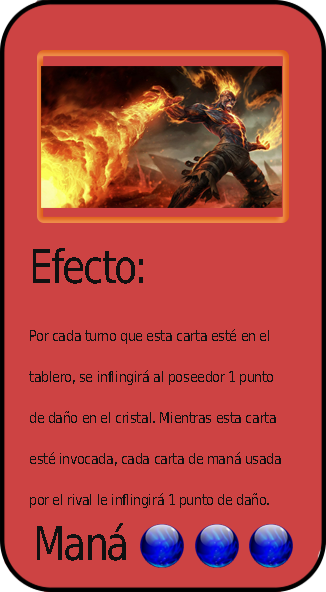 Efecto:
Por cada turno que esta carta esté en el
tablero, se inflingirá al poseedor 1 punto
de daño en el cristal. Mientras esta carta
esté invocada, cada carta de maná usada
por el rival le inflingirá 1 punto de daño.
Maná